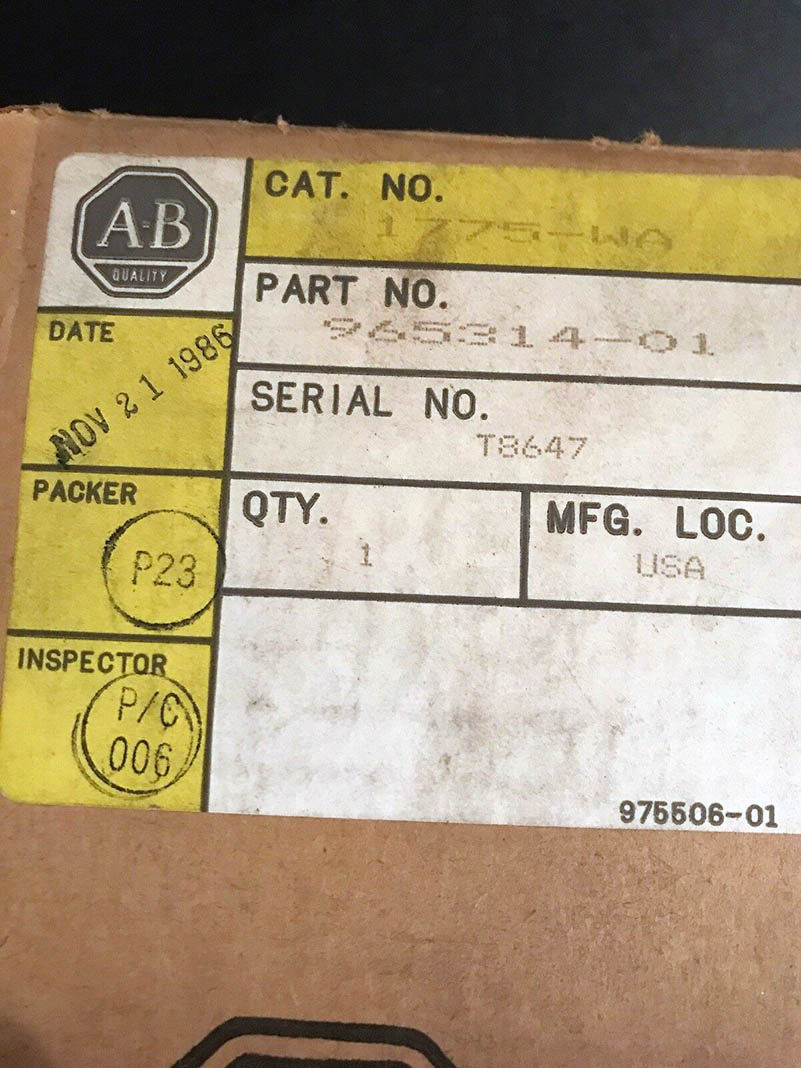 A-B
QUALITY
CAT. NO.
1775-WA
PART NO.
965314-01
DATE
NOV 21 1986
SERIAL NO.
T8647
PACKER
P23
QTY.
1
MFG. LOC.
USA
INSPECTOR
P/C
006
975506-01